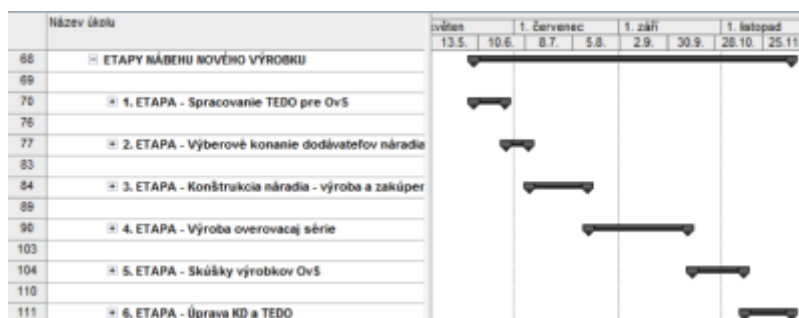 Název úkolu
květen 1. červenec 1. září 1. listopad
13.5. 10.6. 8.7. 5.8. 2.9. 30.9. 28.10. 25.11
68 ETAPY NÁBEHU NOVÉHO VÝROBKU
69
70 1. ETAPA - Spracovanie TEDO pre OvS
76
77 2. ETAPA - Výberové konanie dodávateľov náradia
83
84 3. ETAPA - Konštrukcia náradia - výroba a zakúper
89
90 4. ETAPA - Výroba overovacaj série
103
104 5. ETAPA - Skúšky výrobkov OvS
110
111 6. ETAPA - Úprava KD a TEDO